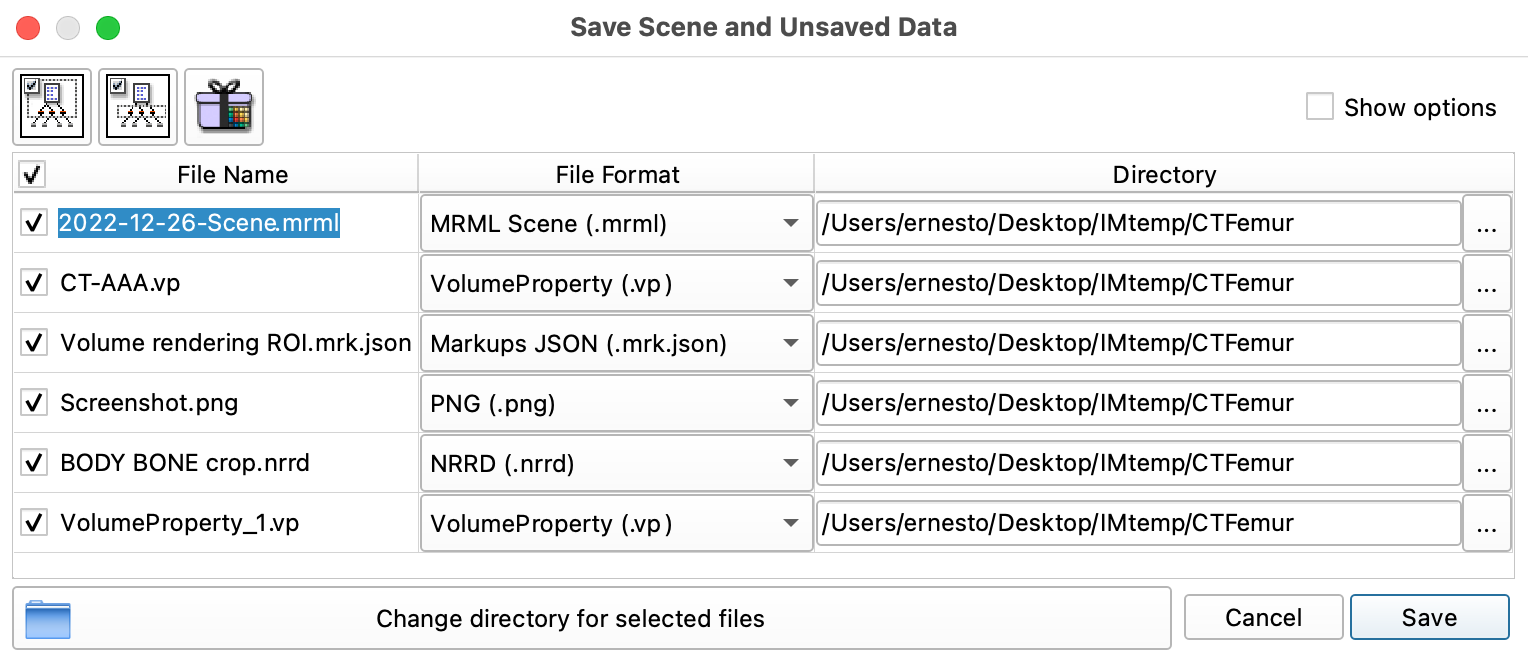 Save Scene and Unsaved Data
Show options
File Name File Format Directory
2022-12-26-Scene.mrml MRML Scene (.mrml) /Users/ernesto/Desktop/IMtemp/CTFemur ...
CT-AAA.vp VolumeProperty (.vp) /Users/ernesto/Desktop/IMtemp/CTFemur ...
Volume rendering ROI.mrk.json Markups JSON (.mrk.json) /Users/ernesto/Desktop/IMtemp/CTFemur ...
Screenshot.png PNG (.png) /Users/ernesto/Desktop/IMtemp/CTFemur ...
BODY BONE crop.nrrd NRRD (.nrrd) /Users/ernesto/Desktop/IMtemp/CTFemur ...
VolumeProperty_1.vp VolumeProperty (.vp) /Users/ernesto/Desktop/IMtemp/CTFemur ...
Change directory for selected files Cancel Save